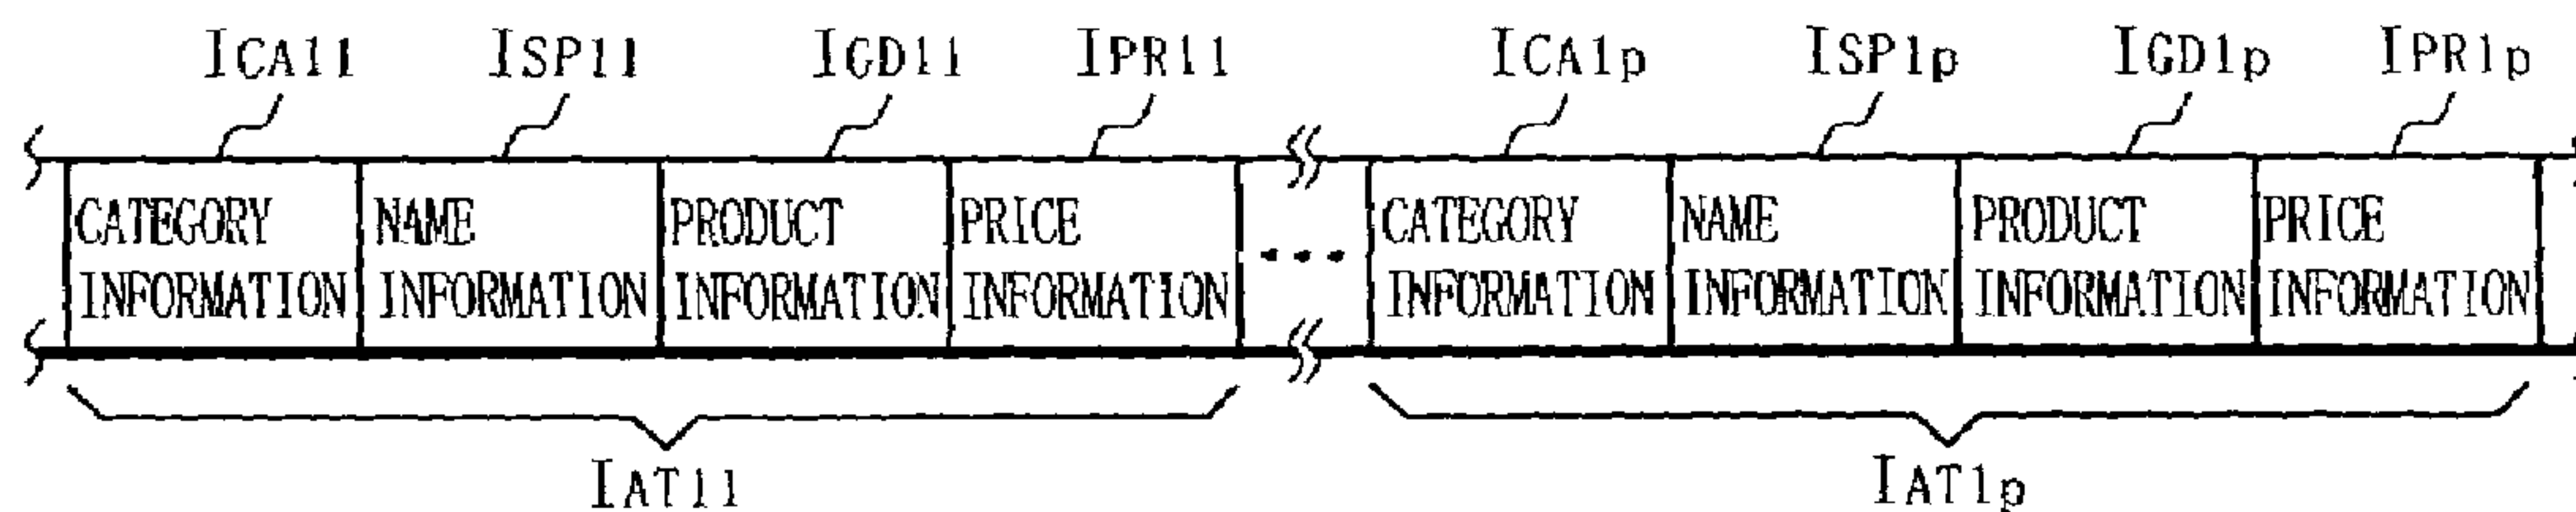 ICA11 ISP11 IGD11 IPR11 ICA1p ISP1p IGD1p IPR1p
CATEGORY NAME PRODUCT PRICE CATEGORY NAME PRODUCT PRICE
INFORMATION INFORMATION INFORMATION INFORMATION ... INFORMATION INFORMATION INFORMATION INFORMATION
IAT11 IAT1p